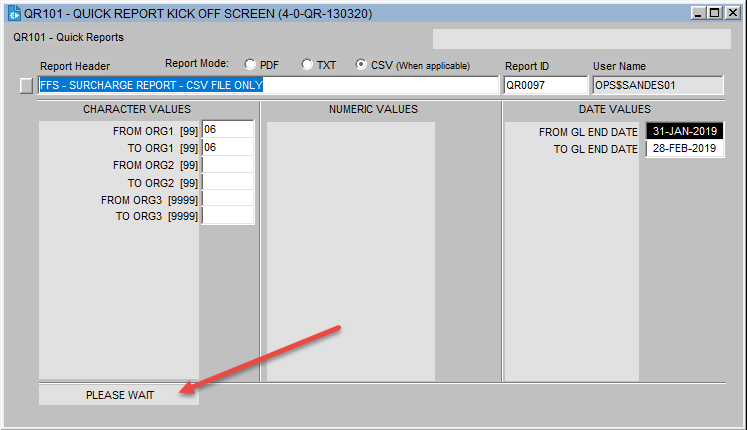 QR101 - QUICK REPORT KICK OFF SCREEN (4-0-QR-130320)
QR101 - Quick Reports
Report Header Report Mode: PDF TXT CSV (When applicable) Report ID User Name
FFS - SURCHARGE REPORT - CSV FILE ONLY QR0097 OPS$SANDES01
CHARACTER VALUES NUMERIC VALUES DATE VALUES
FROM ORG1 [99] 06 FROM GL END DATE 31-JAN-2019
TO ORG1 [99] 06 TO GL END DATE 28-FEB-2019
FROM ORG2 [99]
TO ORG2 [99]
FROM ORG3 [9999]
TO ORG3 [9999]
PLEASE WAIT